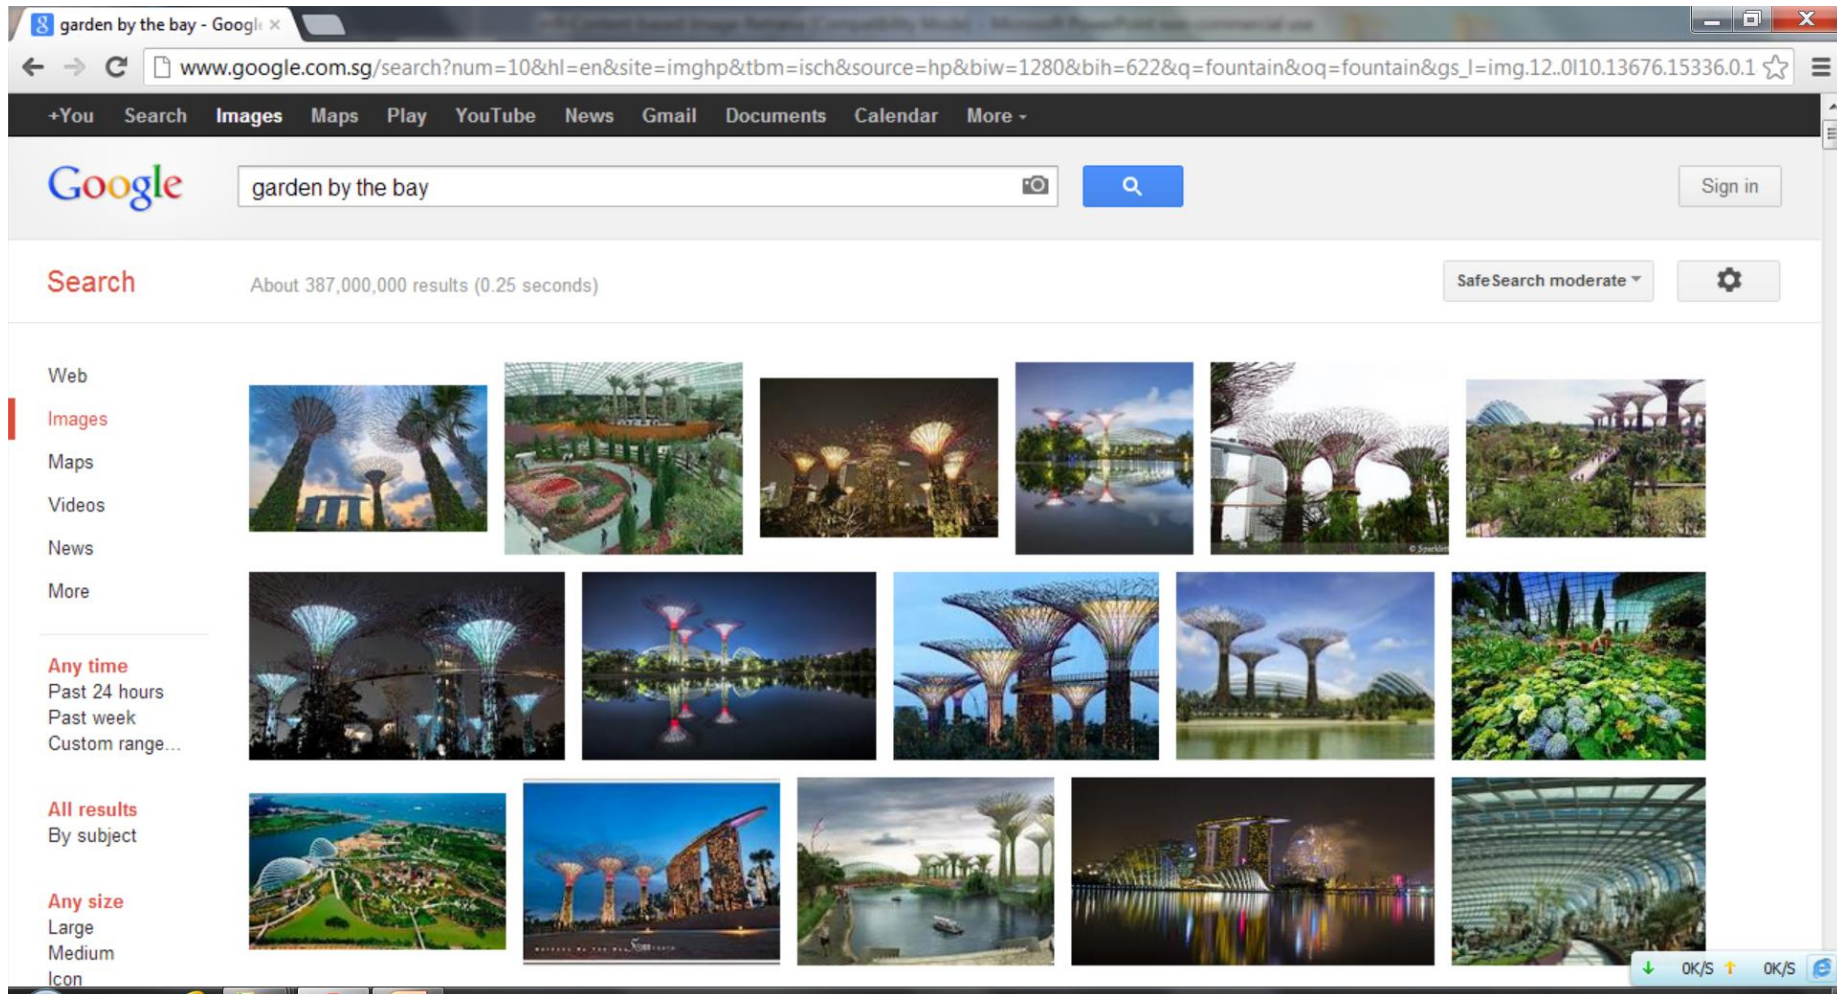 garden by the bay - Google
www.google.com.sg/search?num=10&hl=en&site=imghp&tbm=isch&source=hp&biw=1280&bih=622&q=fountain&oq=fountain&gs_l=img.12..0l10.13676.15336.0.1
+You Search Images Maps Play YouTube News Gmail Documents Calendar More
Google
garden by the bay
Sign in
Search
About 387,000,000 results (0.25 seconds)
SafeSearch moderate
Web
Images
Maps
Videos
News
More
Any time
Past 24 hours
Past week
Custom range...
All results
By subject
Any size
Large
Medium
Icon
0K/S 0K/S